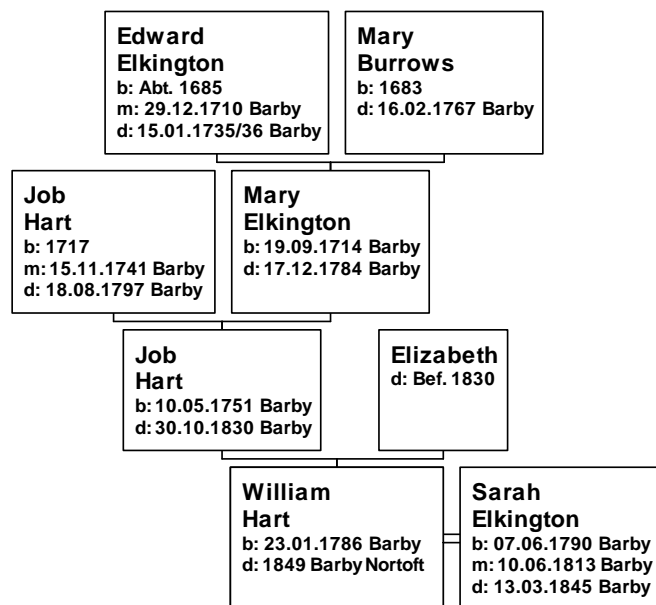 Edward
Elkington
b: Abt. 1685
m: 29.12.1710 Barby
d: 15.01.1735/36 Barby
Mary
Burrows
b: 1683
d: 16.02.1767 Barby
Job
Hart
b: 1717
m: 15.11.1741 Barby
d: 18.08.1797 Barby
Mary
Elkington
b: 19.09.1714 Barby
d: 17.12.1784 Barby
Job
Hart
b: 10.05.1751 Barby
d: 30.10.1830 Barby
Elizabeth
d: Bef. 1830
William
Hart
b: 23.01.1786 Barby
d: 1849 Barby Nortoft
Sarah
Elkington
b: 07.06.1790 Barby
m: 10.06.1813 Barby
d: 13.03.1845 Barby